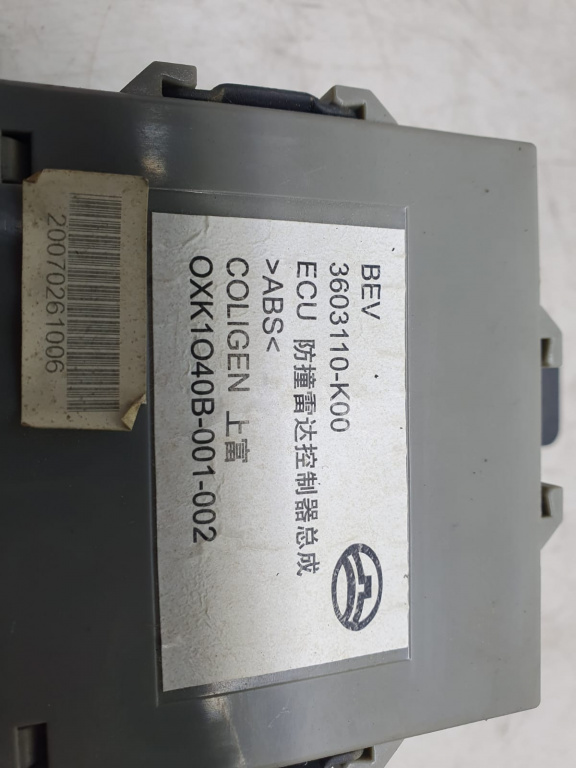 BEV
3603110-K00
ECU 防撞雷达控制器总成
>ABS<
COLIGEN 上富
OXK1O40B-001-002
20070261006